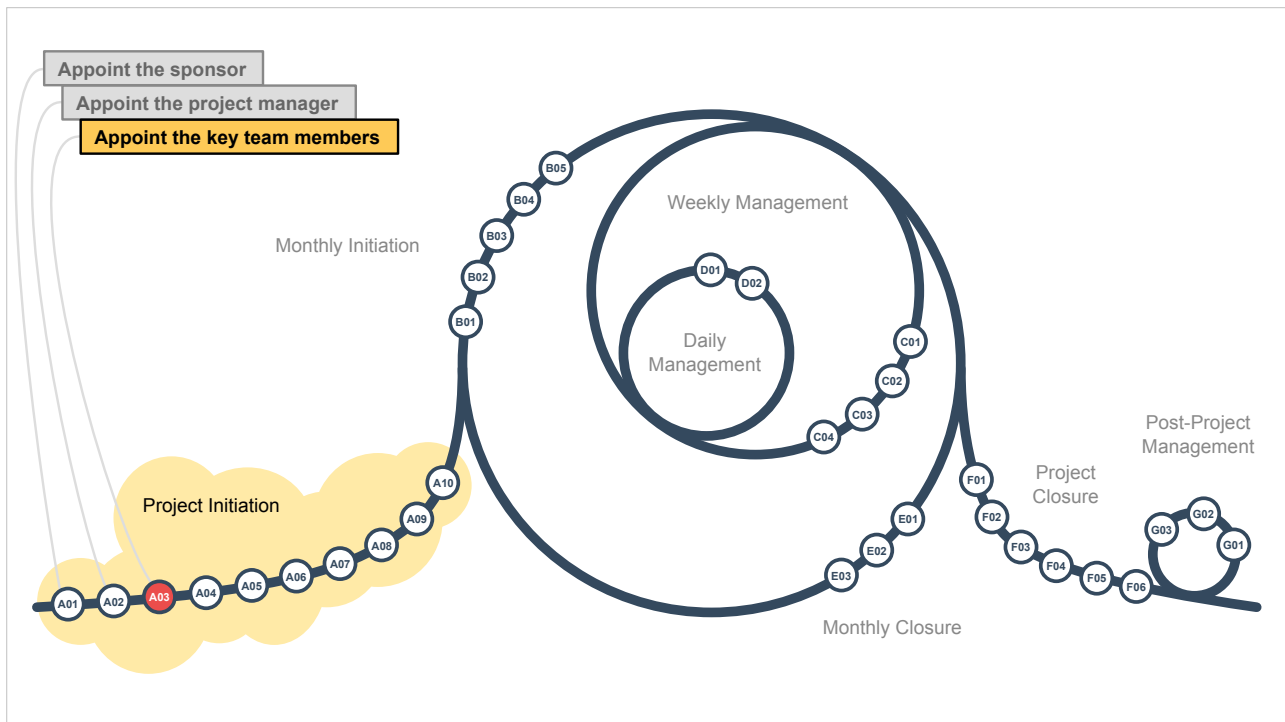 Appoint the sponsor
Appoint the project manager
Appoint the key team members
Monthly Initiation
B05
B04
B03
B02
B01
Weekly Management
D01
D02
Daily
Management
C01
C02
C03
C04
Project Initiation
A01
A02
A03
A04
A05
A06
A07
A08
A09
A10
E01
E02
E03
Monthly Closure
Project
Closure
F01
F02
F03
F04
F05
F06
Post-Project
Management
G03
G02
G01